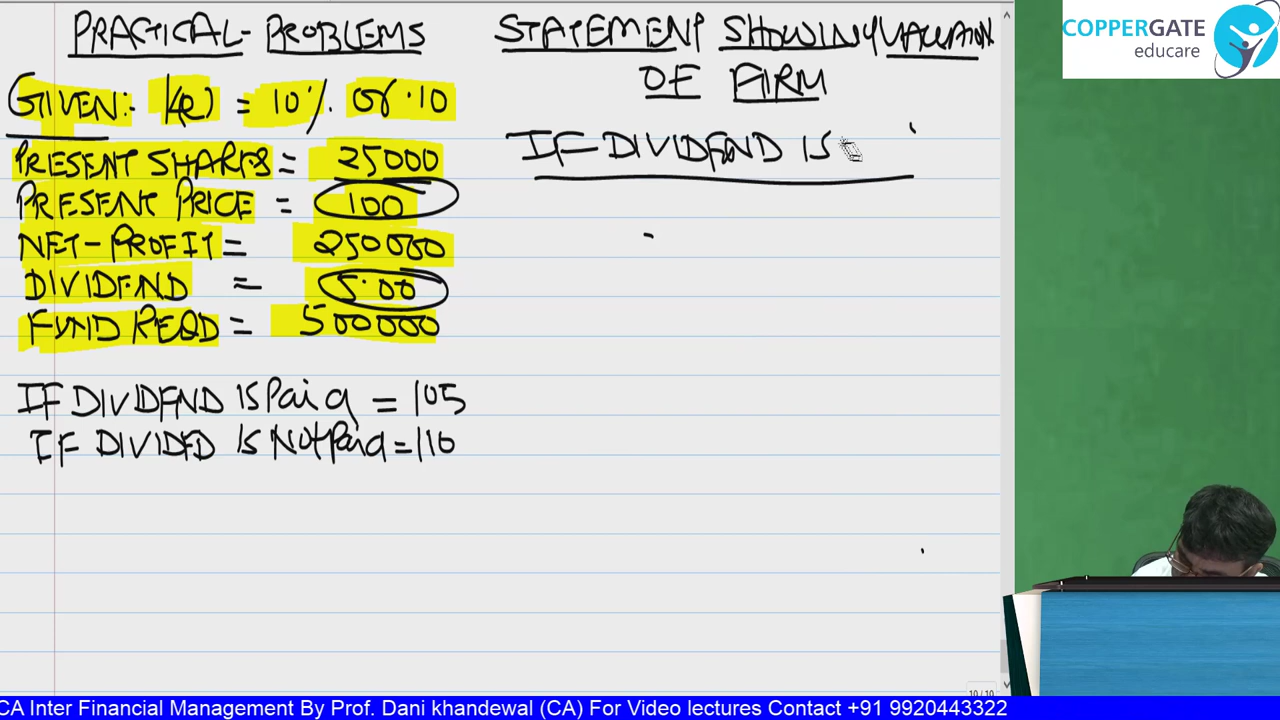 PRACTICAL- PROBLEMS
GIVEN:- (ke) = 10% Or .10
PRESENT SHARES = 25000
PRESENT PRICE = 100
NET-PROFIT = 250000
DIVIDEND = 5.00
FUND REQD = 500000
IF DIVIDEND IS Paid = 105
IF DIVIDED IS Not Paid = 110
STATEMENT SHOWING VALUATION
OF FIRM
IF DIVIDEND IS
COPPERGATE
educare
10/10
CA Inter Financial Management By Prof. Dani khandewal (CA) For Video lectures Contact +91 9920443322